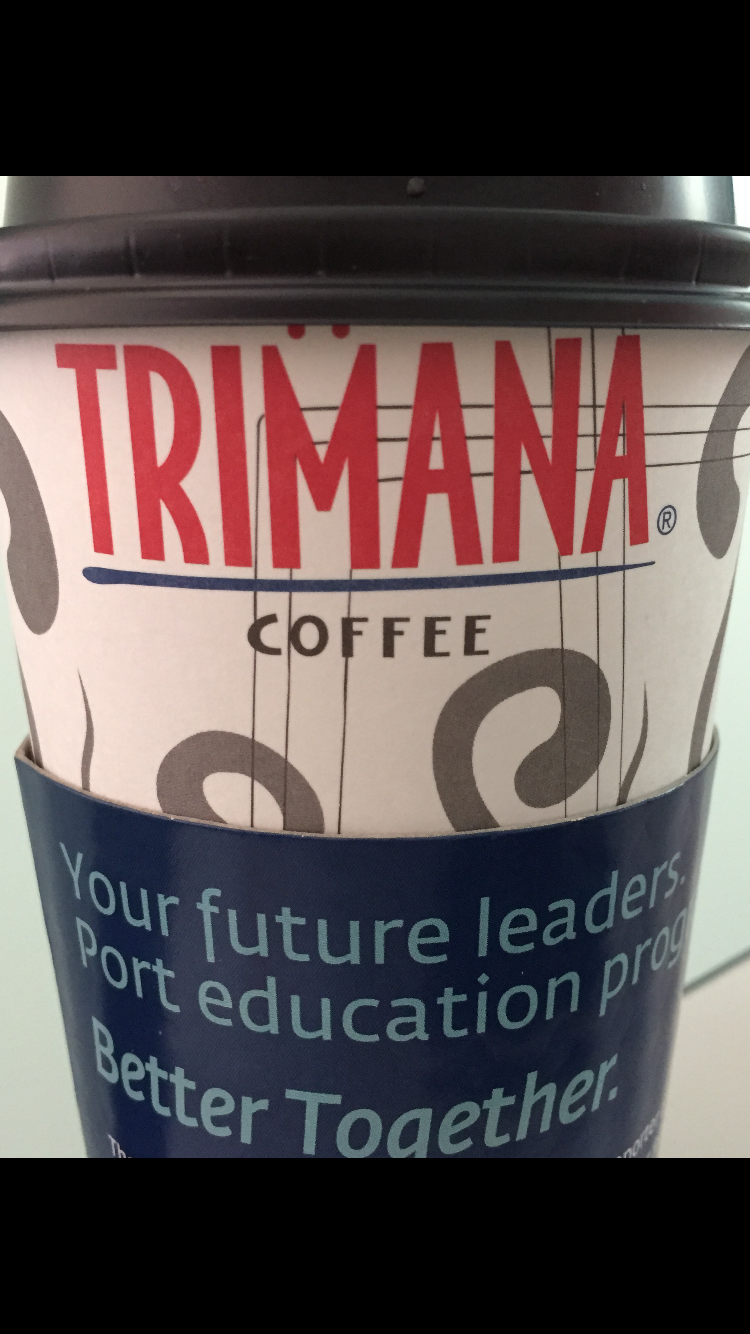 TRIMANA®
COFFEE
Your future leaders.
Port education
Better Together.